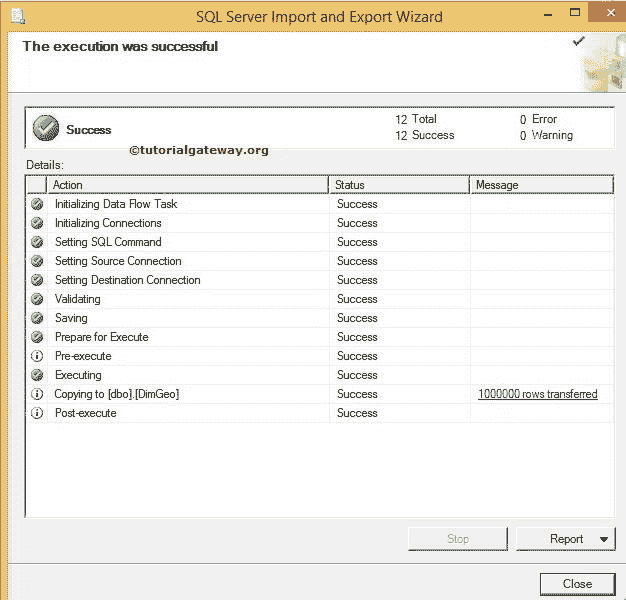 SQL Server Import and Export Wizard
The execution was successful
Success
12 Total 0 Error
12 Success 0 Warning
©tutorialgateway.org
Details:
Action Status Message
Initializing Data Flow Task Success
Initializing Connections Success
Setting SQL Command Success
Setting Source Connection Success
Setting Destination Connection Success
Validating Success
Saving Success
Prepare for Execute Success
Pre-execute Success
Executing Success
Copying to [dbo].[DimGeo] Success 1000000 rows transferred
Post-execute Success
Stop Report
Close